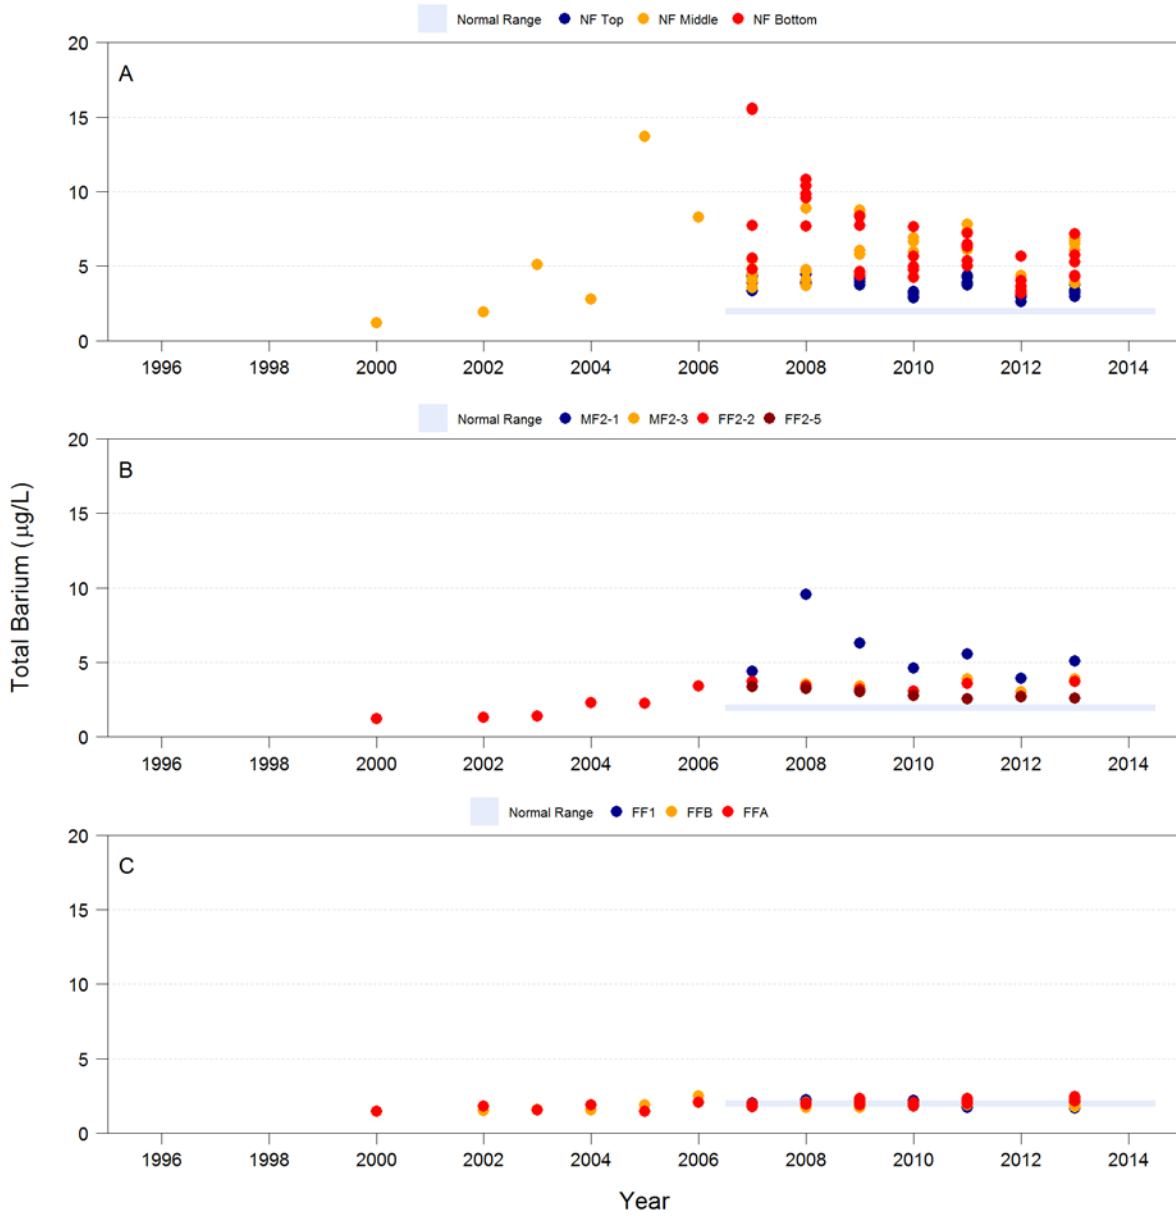 Normal Range NF Top NF Middle NF Bottom
20
A
15
10
5
0
1996 1998 2000 2002 2004 2006 2008 2010 2012 2014
Normal Range MF2-1 MF2-3 FF2-2 FF2-5
20
B
15
10
5
0
1996 1998 2000 2002 2004 2006 2008 2010 2012 2014
Total Barium (μg/L)
Normal Range FF1 FFB FFA
20
C
15
10
5
0
1996 1998 2000 2002 2004 2006 2008 2010 2012 2014
Year